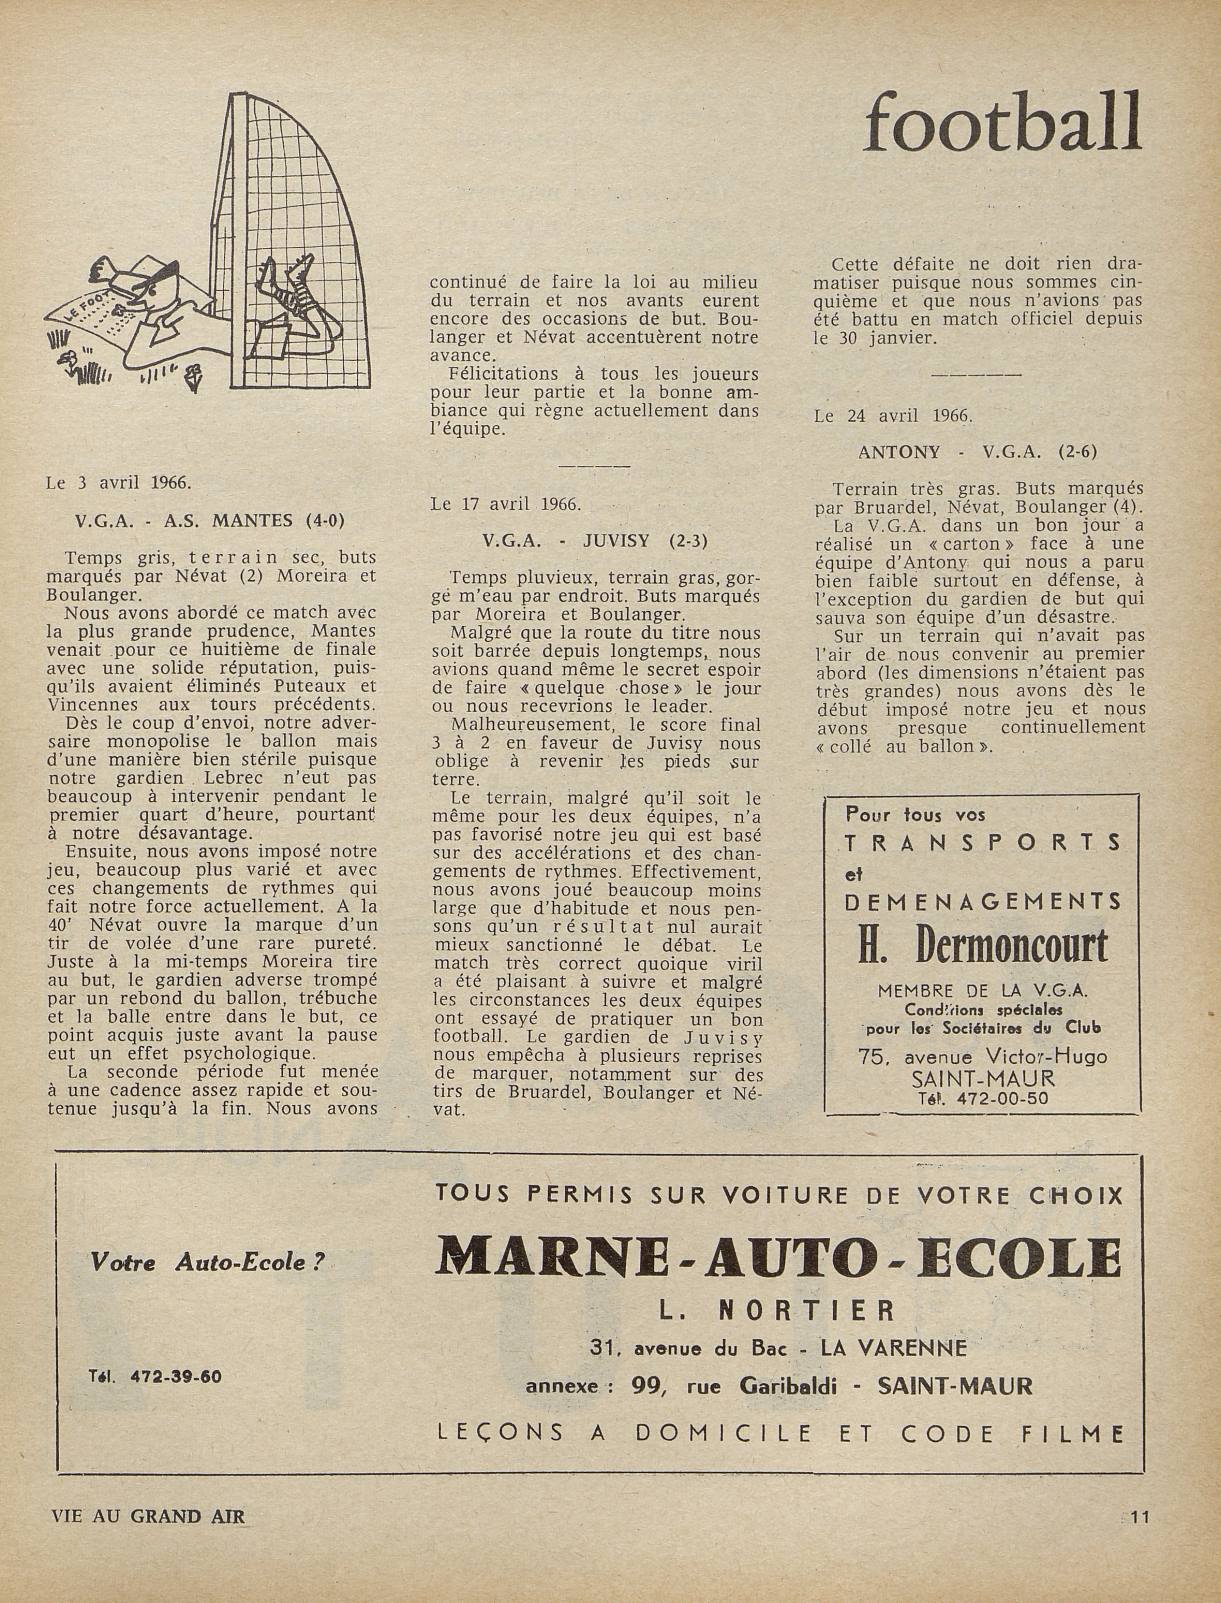 football
LE FOOT
Le 3 avril 1966.
V.G.A. - A.S. MANTES (4-0)
Temps gris, terrain sec, buts
marqués par Névat (2) Moreira et
Boulanger.
Nous avons abordé ce match avec
la plus grande prudence, Mantes
venait pour ce huitième de finale
avec une solide réputation, puis-
qu'ils avaient éliminés Puteaux et
Vincennes aux tours précédents.
Dès le coup d'envoi, notre adver-
saire monopolise le ballon mais
d'une manière bien stérile puisque
notre gardien Lebrec n'eut pas
beaucoup à intervenir pendant le
premier quart d'heure, pourtant
à notre désavantage.
Ensuite, nous avons imposé notre
jeu, beaucoup plus varié et avec
ces changements de rythmes qui
fait notre force actuellement. A la
40' Névat ouvre la marque d'un
tir de volée d'une rare pureté.
Juste à la mi-temps Moreira tire
au but, le gardien adverse trompé
par un rebond du ballon, trébuche
et la balle entre dans le but, ce
point acquis juste avant la pause
eut un effet psychologique.
La seconde période fut menée
à une cadence assez rapide et sou-
tenue jusqu'à la fin. Nous avons
continué de faire la loi au milieu
du terrain et nos avants eurent
encore des occasions de but. Bou-
langer et Névat accentuèrent notre
avance.
Félicitations à tous les joueurs
pour leur partie et la bonne am-
biance qui règne actuellement dans
l'équipe.
Le 17 avril 1966.
V.G.A. - JUVISY (2-3)
Temps pluvieux, terrain gras, gor-
gé m'eau par endroit. Buts marqués
par Moreira et Boulanger.
Malgré que la route du titre nous
soit barrée depuis longtemps, nous
avions quand même le secret espoir
de faire « quelque chose » le jour
ou nous recevrions le leader.
Malheureusement, le score final
3 à 2 en faveur de Juvisy nous
oblige à revenir les pieds sur
terre.
Le terrain, malgré qu'il soit le
même pour les deux équipes, n'a
pas favorisé notre jeu qui est basé
sur des accélérations et des chan-
gements de rythmes. Effectivement,
nous avons joué beaucoup moins
large que d'habitude et nous pen-
sons qu'un résultat nul aurait
mieux sanctionné le débat. Le
match très correct quoique viril
a été plaisant à suivre et malgré
les circonstances les deux équipes
ont essayé de pratiquer un bon
football. Le gardien de Juvisy
nous empêcha à plusieurs reprises
de marquer, notamment sur des
tirs de Bruardel, Boulanger et Né-
vat.
Cette défaite ne doit rien dra-
matiser puisque nous sommes cin-
quième et que nous n'avions pas
été battu en match officiel depuis
le 30 janvier.
Le 24 avril 1966.
ANTONY - V.G.A. (2-6)
Terrain très gras. Buts marqués
par Bruardel, Névat, Boulanger (4).
La V.G.A. dans un bon jour a
réalisé un « carton » face à une
équipe d'Antony qui nous a paru
bien faible surtout en défense, à
l'exception du gardien de but qui
sauva son équipe d'un désastre.
Sur un terrain qui n'avait pas
l'air de nous convenir au premier
abord (les dimensions n'étaient pas
très grandes) nous avons dès le
début imposé notre jeu et nous
avons presque continuellement
« collé au ballon ».
Pour tous vos
TRANSPORTS
et
DEMENAGEMENTS
H. Dermoncourt
MEMBRE DE LA V.G.A.
Conditions spéciales
pour les Sociétaires du Club
75, avenue Victor-Hugo
SAINT-MAUR
Tél. 472-00-50
Votre Auto-Ecole ?
Tél. 472-39-60
TOUS PERMIS SUR VOITURE DE VOTRE CHOIX
MARNE-AUTO-ECOLE
L. NORTIER
31, avenue du Bac - LA VARENNE
annexe : 99, rue Garibaldi - SAINT-MAUR
LEÇONS A DOMICILE ET CODE FILME
VIE AU GRAND AIR
11